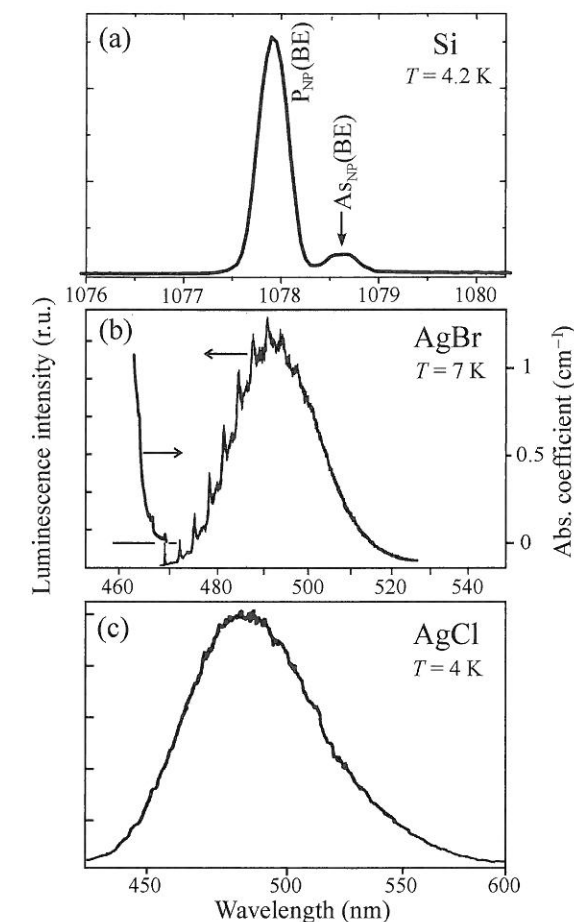 (a)
Si
T = 4.2 K
P_NP(BE)
As_NP(BE)
1076 1077 1078 1079 1080
(b)
AgBr
T = 7 K
1
0.5
0
460 480 500 520 540
Luminescence intensity (r.u.)
Abs. coefficient (cm⁻¹)
(c)
AgCl
T = 4 K
450 500 550 600
Wavelength (nm)